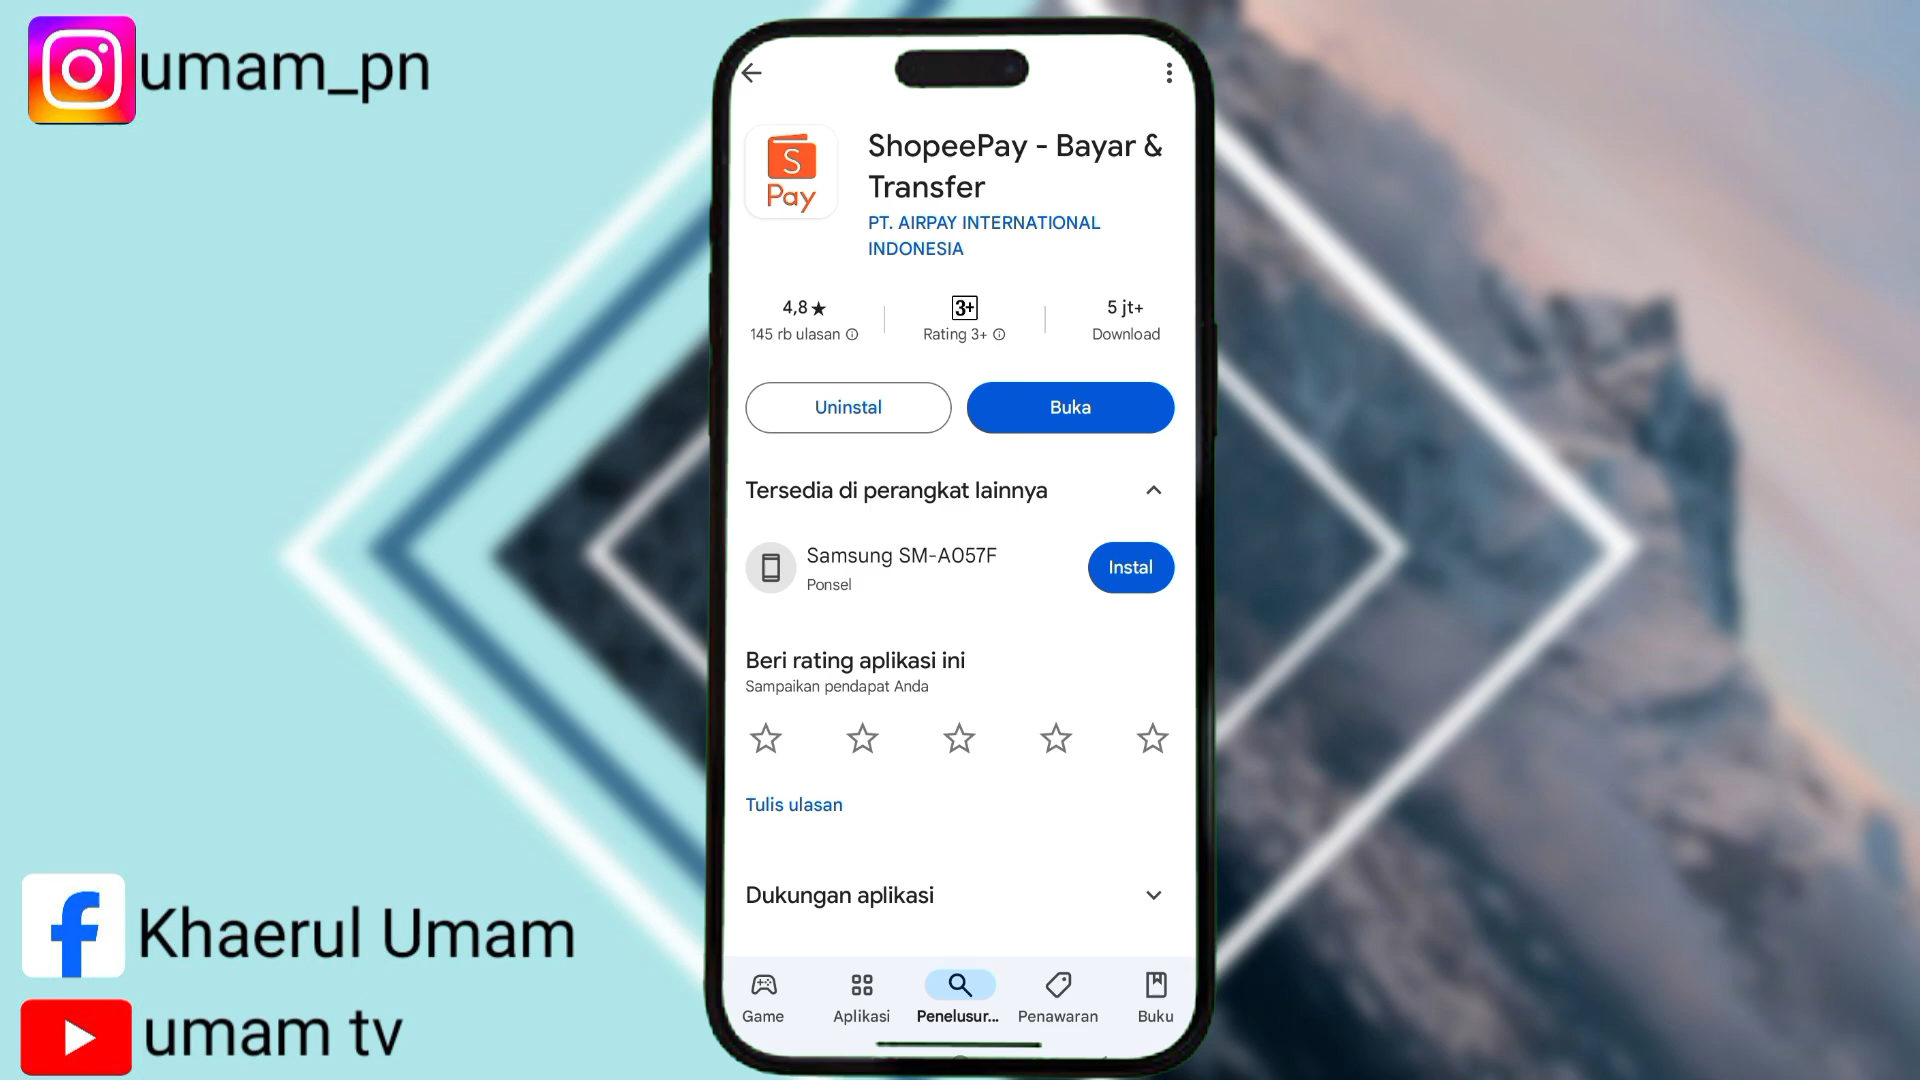 umam_pn
S
Pay
ShopeePay - Bayar &
Transfer
PT. AIRPAY INTERNATIONAL
INDONESIA
4,8★
3+
5 jt+
145 rb ulasan
Rating 3+
Download
Uninstal
Buka
Tersedia di perangkat lainnya
Samsung SM-A057F
Ponsel
Instal
Beri rating aplikasi ini
Sampaikan pendapat Anda
Tulis ulasan
Dukungan aplikasi
Game
Aplikasi
Penelusur...
Penawaran
Buku
Khaerul Umam
umam tv